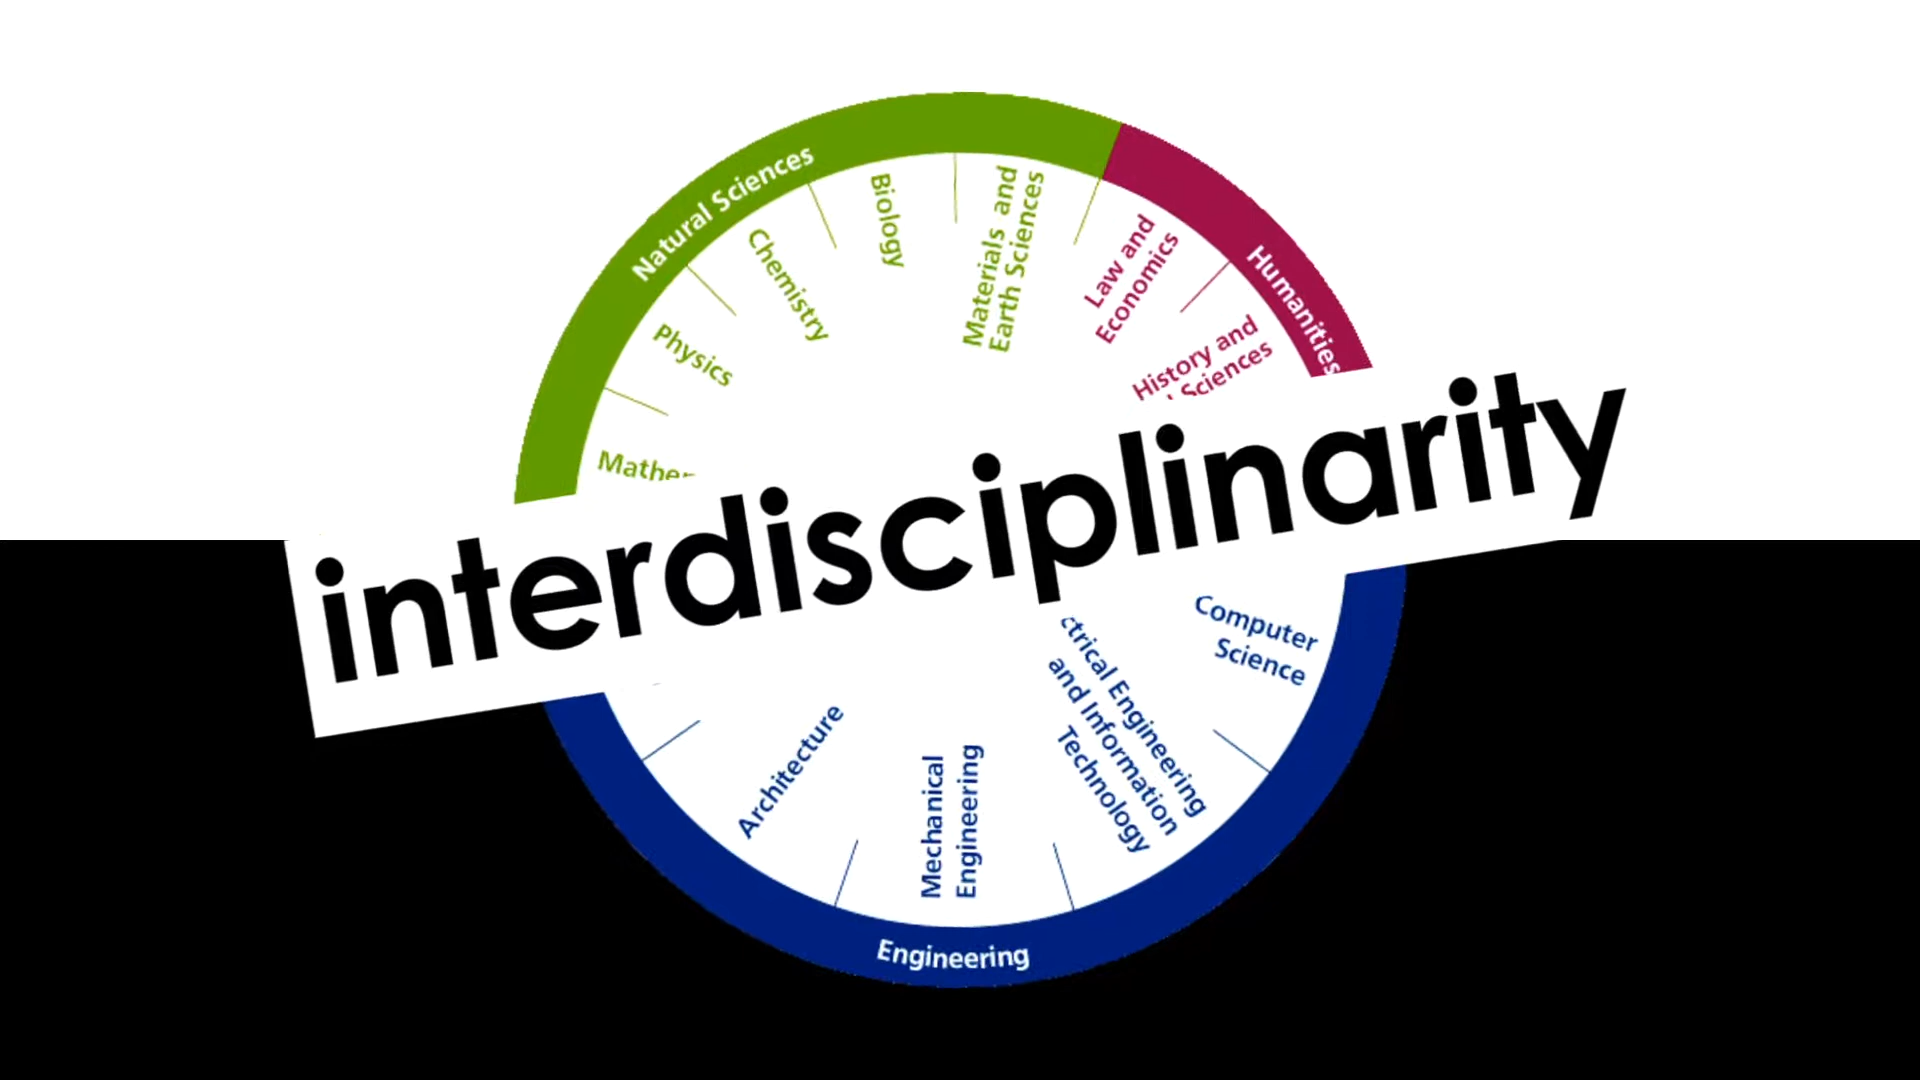 Natural Sciences
Humanities
Physics
Chemistry
Biology
Materials and
Earth Sciences
Law and
Economics
History and
Sciences
interdisciplinarity
Architecture
Mechanical
Engineering
ctrical Engineering
and Information
Technology
Computer
Science
Engineering